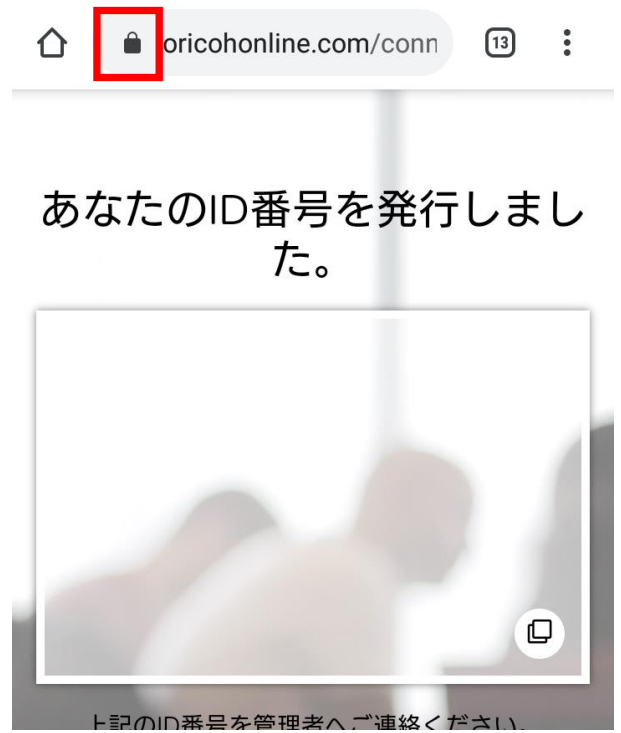 oricohonline.com/conn
13
あなたのID番号を発行しまし
た。
上記のID番号を管理者へご連絡ください。